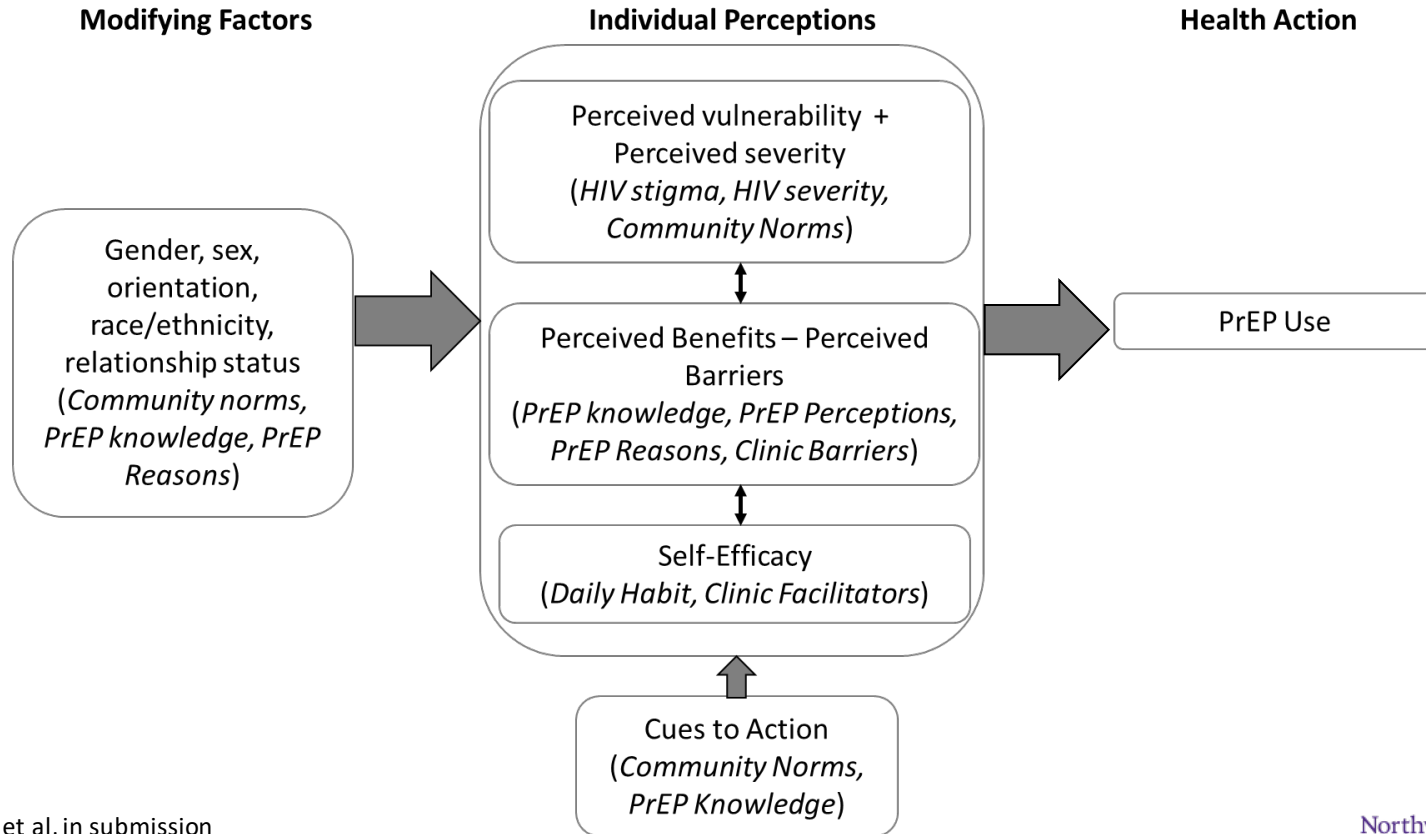 Modifying Factors
Individual Perceptions
Health Action
Gender, sex,
orientation,
race/ethnicity,
relationship status
(Community norms,
PrEP knowledge, PrEP
Reasons)
Perceived vulnerability +
Perceived severity
(HIV stigma, HIV severity,
Community Norms)
Perceived Benefits – Perceived
Barriers
(PrEP knowledge, PrEP Perceptions,
PrEP Reasons, Clinic Barriers)
Self-Efficacy
(Daily Habit, Clinic Facilitators)
PrEP Use
Cues to Action
(Community Norms,
PrEP Knowledge)
et al. in submission